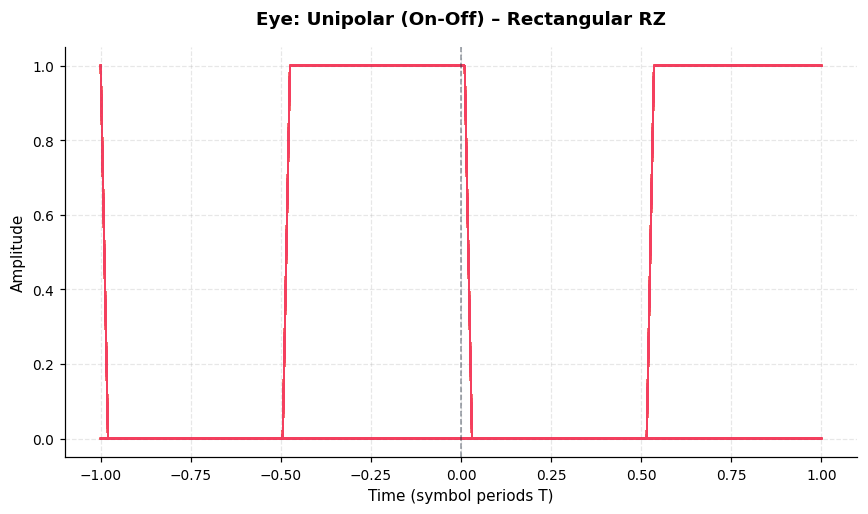 Eye: Unipolar (On-Off) – Rectangular RZ
Amplitude
1.0
0.8
0.6
0.4
0.2
0.0
−1.00 −0.75 −0.50 −0.25 0.00 0.25 0.50 0.75 1.00
Time (symbol periods T)